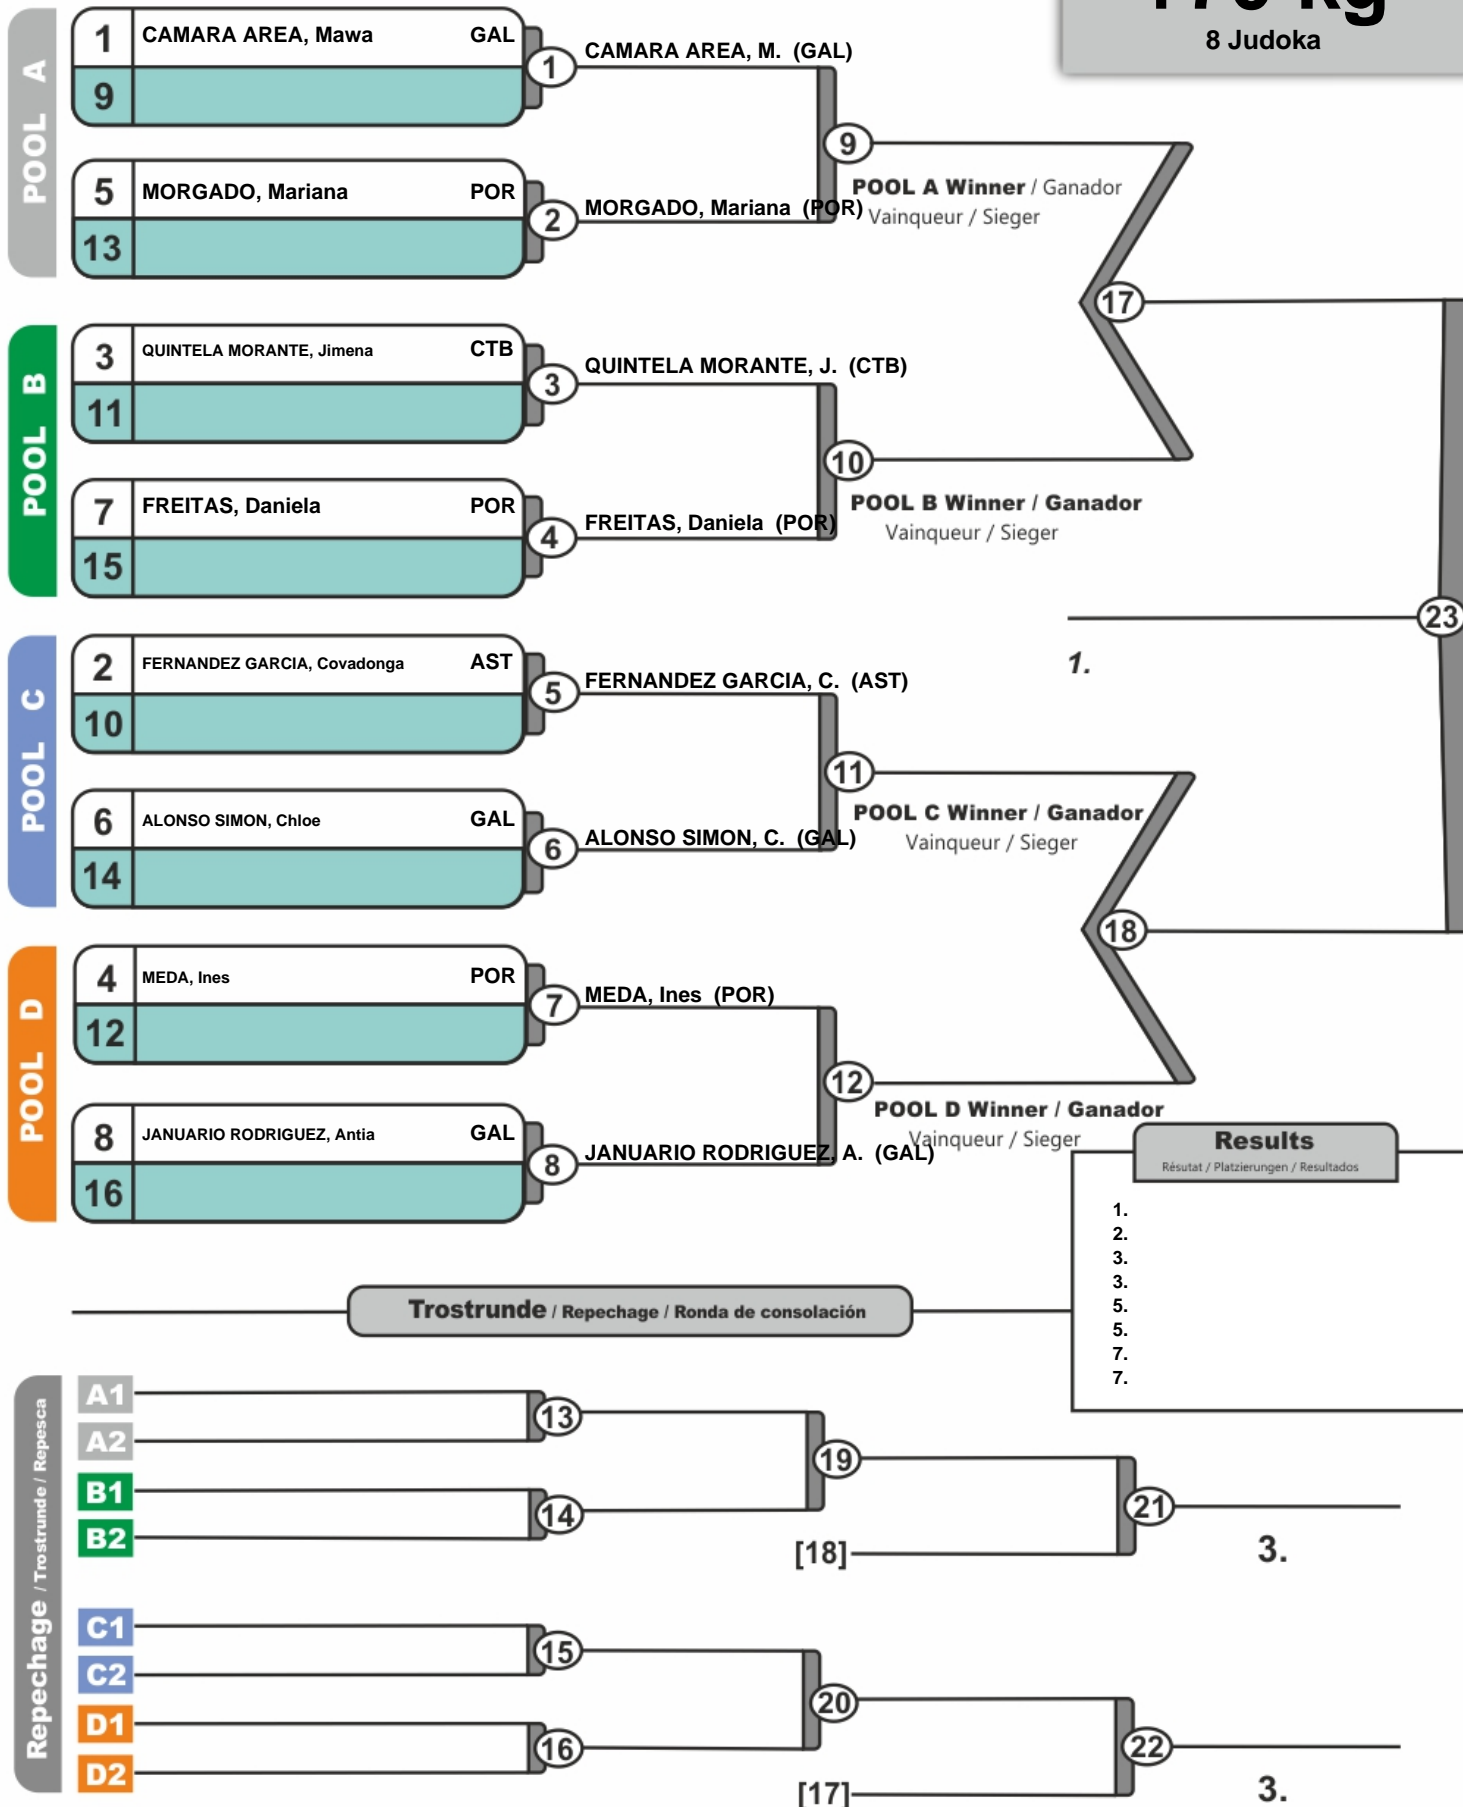 8 Judoka
POOL A
1 CAMARA AREA, Mawa GAL
9
1
CAMARA AREA, M. (GAL)
5 MORGADO, Mariana POR
13
2
MORGADO, Mariana (POR)
9
POOL A Winner / Ganador
Vainqueur / Sieger
17
POOL B
3 QUINTELA MORANTE, Jimena CTB
11
3
QUINTELA MORANTE, J. (CTB)
7 FREITAS, Daniela POR
15
4
FREITAS, Daniela (POR)
10
POOL B Winner / Ganador
Vainqueur / Sieger
23
1.
POOL C
2 FERNANDEZ GARCIA, Covadonga AST
10
5
FERNANDEZ GARCIA, C. (AST)
6 ALONSO SIMON, Chloe GAL
14
6
ALONSO SIMON, C. (GAL)
11
POOL C Winner / Ganador
Vainqueur / Sieger
18
POOL D
4 MEDA, Ines POR
12
7
MEDA, Ines (POR)
8 JANUARIO RODRIGUEZ, Antia GAL
16
8
JANUARIO RODRIGUEZ, A. (GAL)
12
POOL D Winner / Ganador
Vainqueur / Sieger
Results
Résutat / Platzierungen / Resultados
1.
2.
3.
3.
5.
5.
7.
7.
Trostrunde / Repechage / Ronda de consolación
Repechage / Trostrunde / Repesca
A1
13
A2
19
B1
14
B2
21
[18]
3.
C1
15
C2
20
D1
16
D2
22
[17]
3.